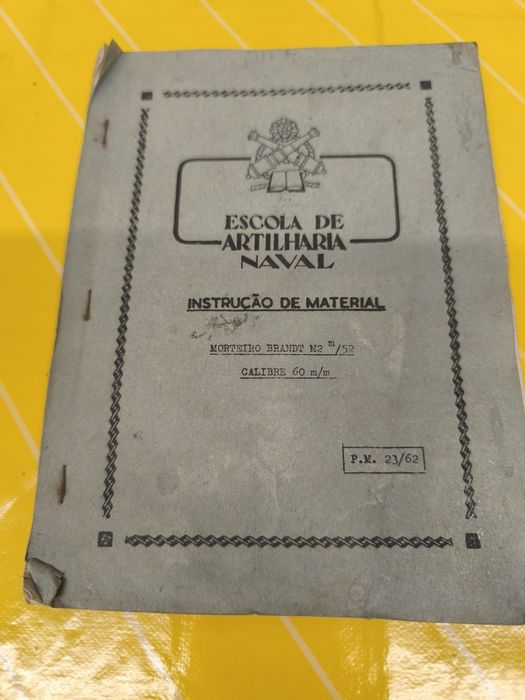 ESCOLA DE
ARTILHARIA
NAVAL
INSTRUÇÃO DE MATERIAL
MORTEIRO BRANDT M2 m/52
CALIBRE 60 m/m
P.M. 23/62